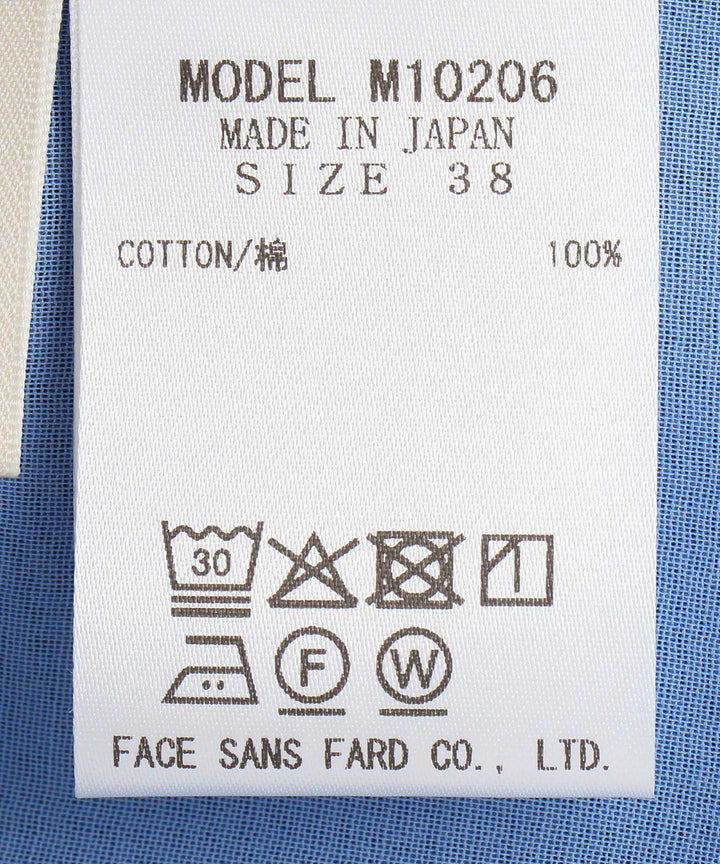 MODEL M10206
MADE IN JAPAN
SIZE 38
COTTON/棉 100%
30
F W
FACE SANS FARD CO., LTD.